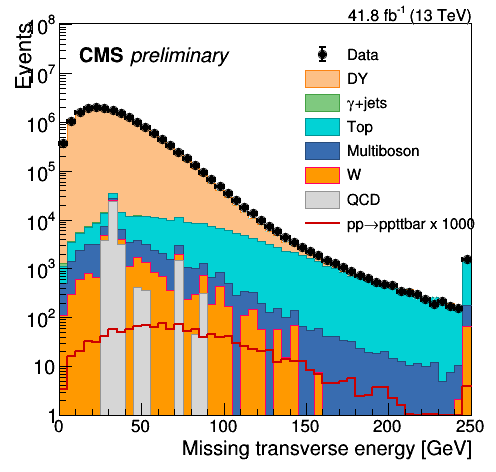 41.8 fb⁻¹ (13 TeV)
Events
CMS preliminary
Data
DY
γ+jets
Top
Multiboson
W
QCD
pp→ppttbar x 1000
10⁸
10⁷
10⁶
10⁵
10⁴
10³
10²
10
1
0 50 100 150 200 250
Missing transverse energy [GeV]